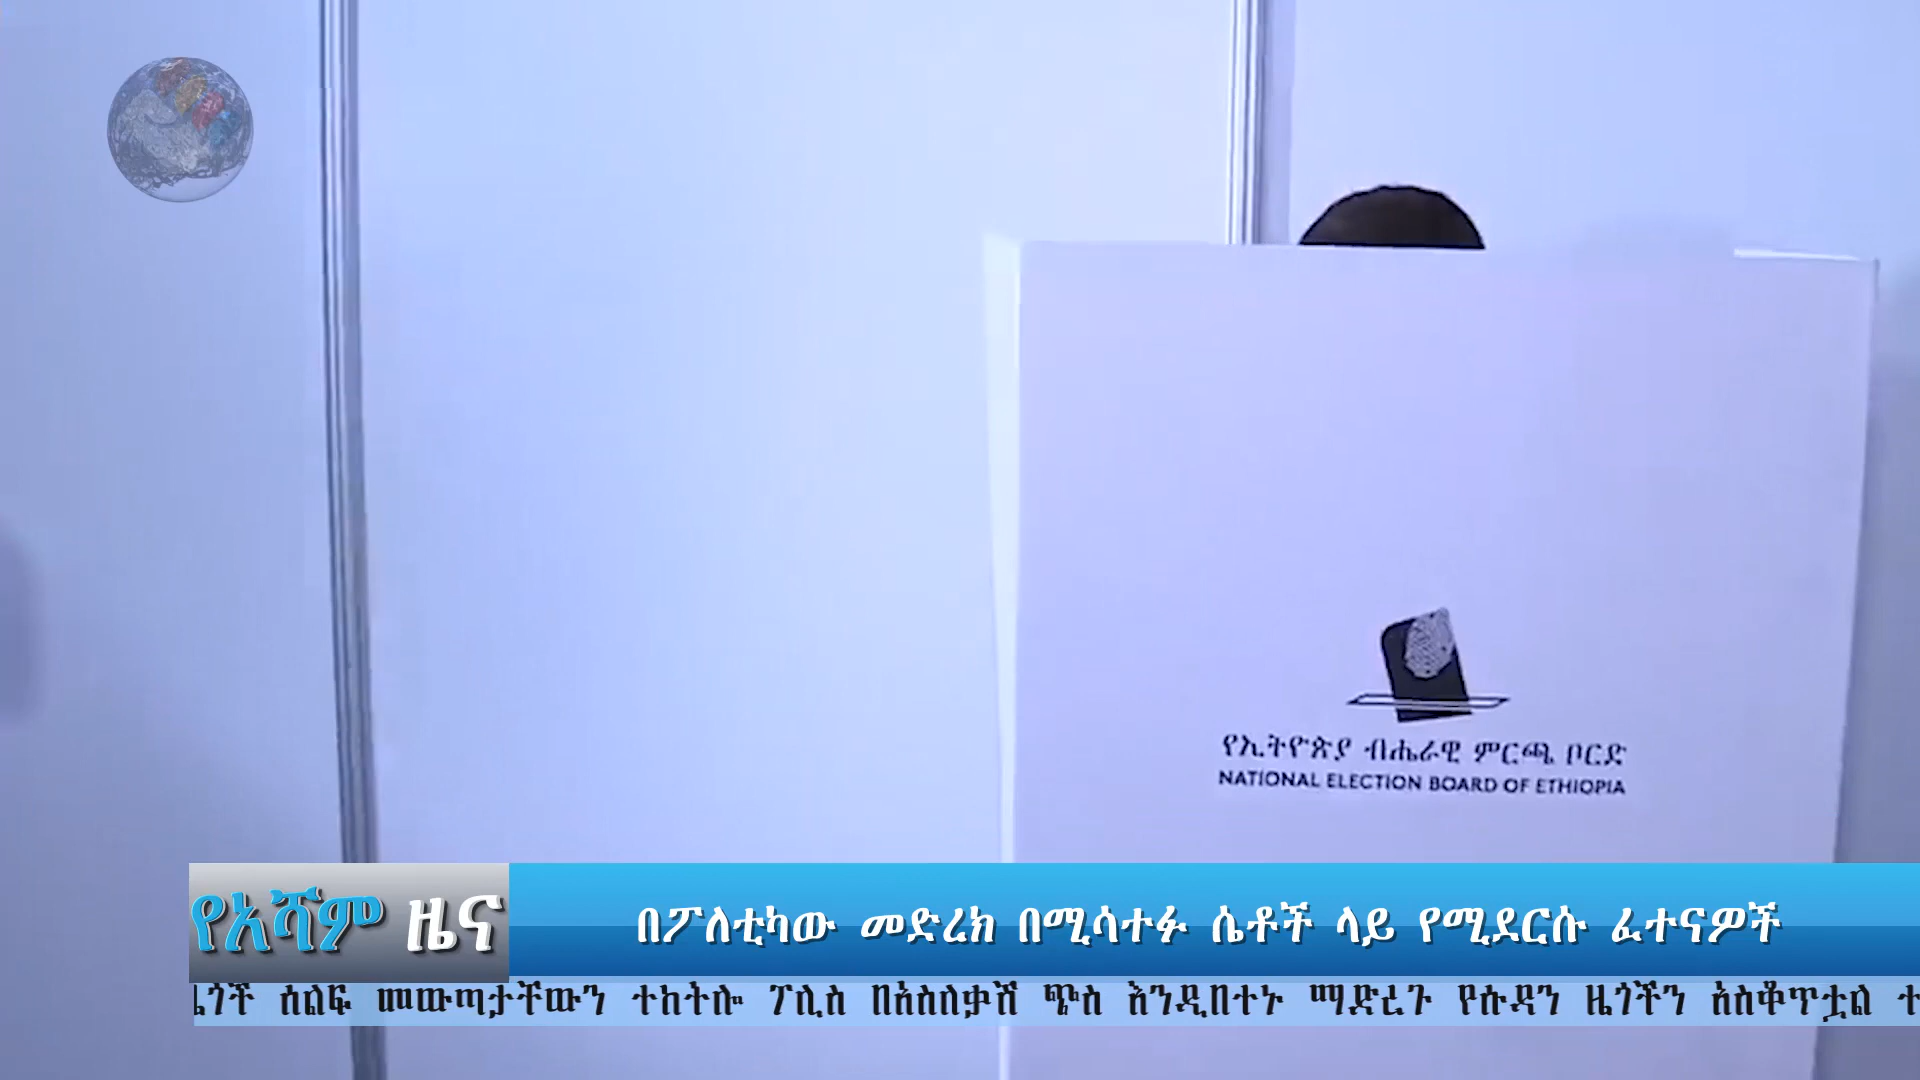 የኢትዮጵያ ብሔራዊ ምርጫ ቦርድ
NATIONAL ELECTION BOARD OF ETHIOPIA
የአሻም ዜና
በፖለቲካው መድረክ በሚሳተፉ ሴቶች ላይ የሚደርሱ ፈተናዎች
ሰልፍ መውጣታቸውን ተከትሎ ፖሊስ በአስለቃሽ ጭስ እንዲበተኑ ማድረጉ የሱዳን ዜጎችን አስቆጥቷል